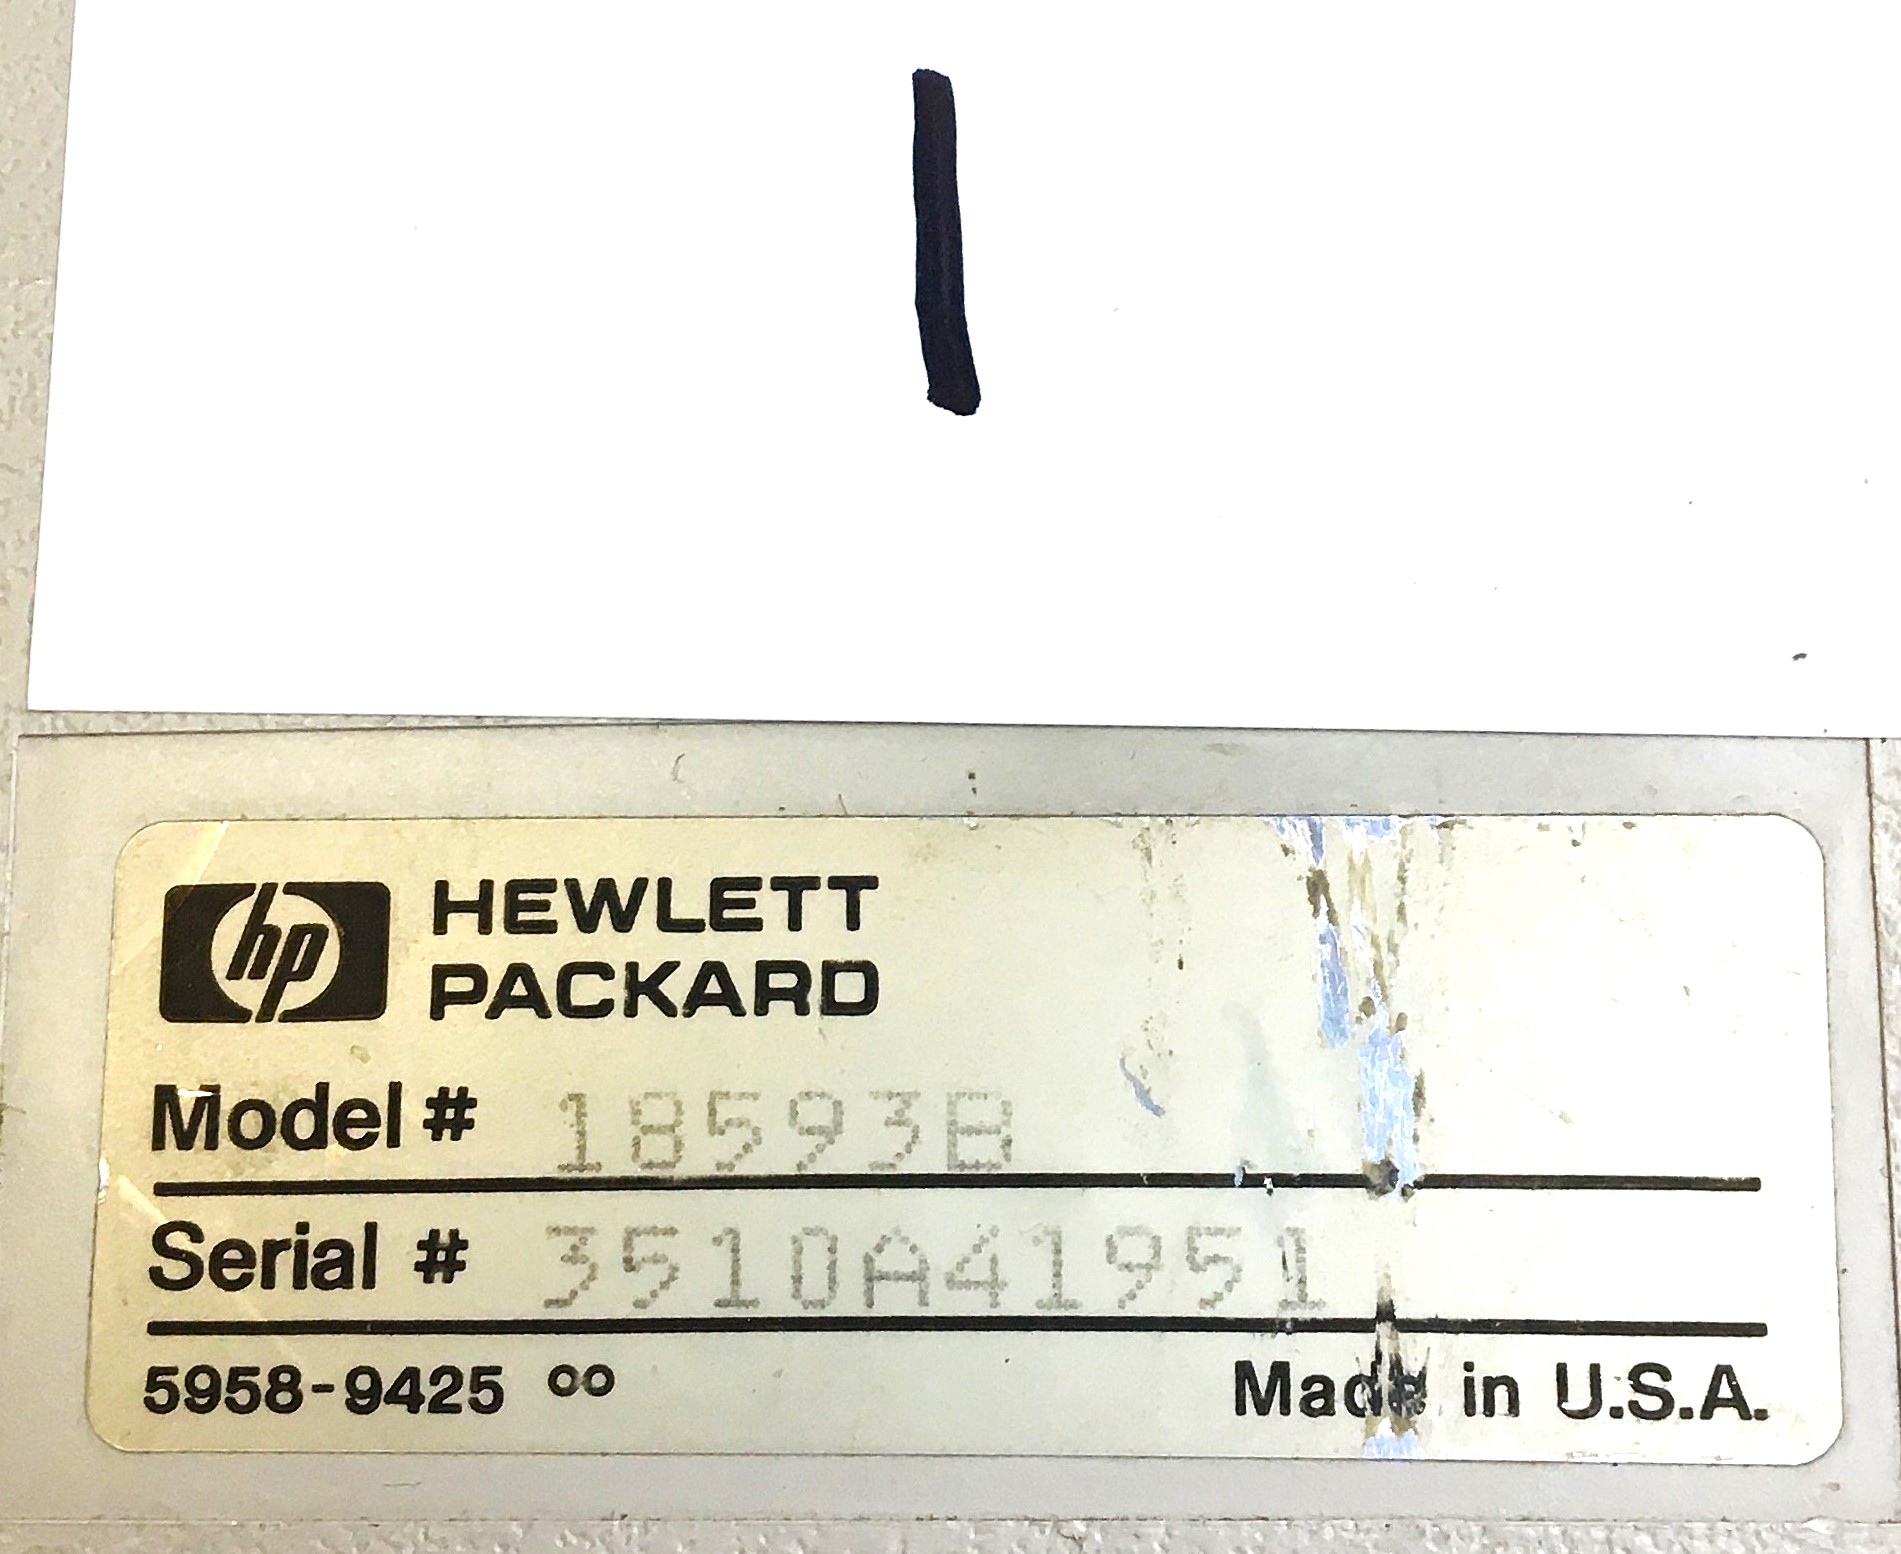 1
hp HEWLETT
PACKARD
Model # 18593B
Serial # 3510A41951
5958-9425 00
Made in U.S.A.